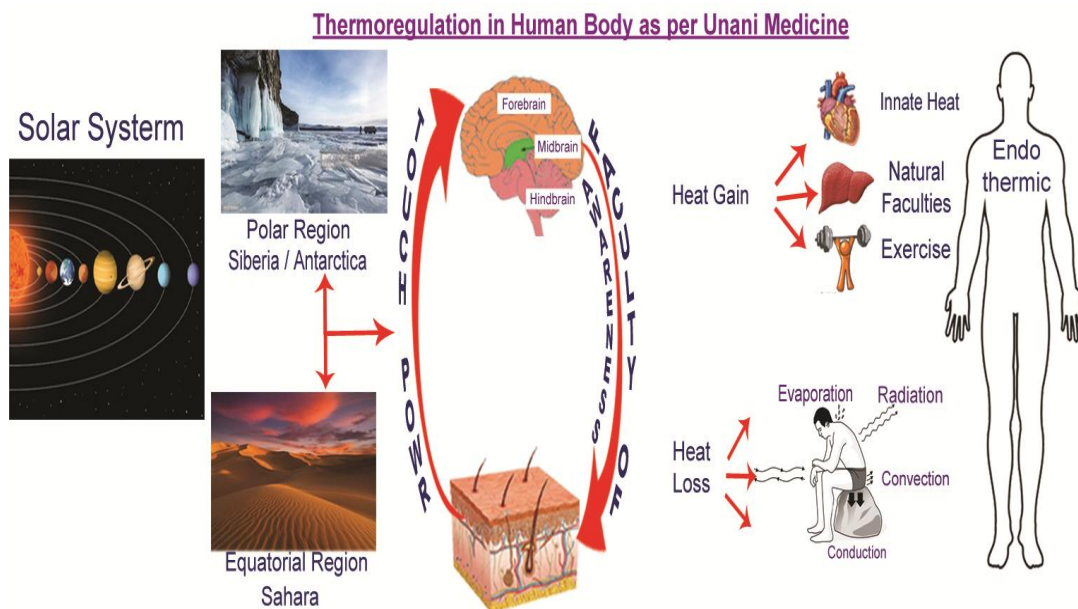 Thermoregulation in Human Body as per Unani Medicine
Solar Systerm
Polar Region
Siberia / Antarctica
Equatorial Region
Sahara
TOUCH POWR
Forebrain
Midbrain
Hindbrain
FACULTY OF
AWARENESS
Heat Gain
Innate Heat
Natural
Faculties
Exercise
Heat
Loss
Evaporation
Radiation
Convection
Conduction
Endo
thermic